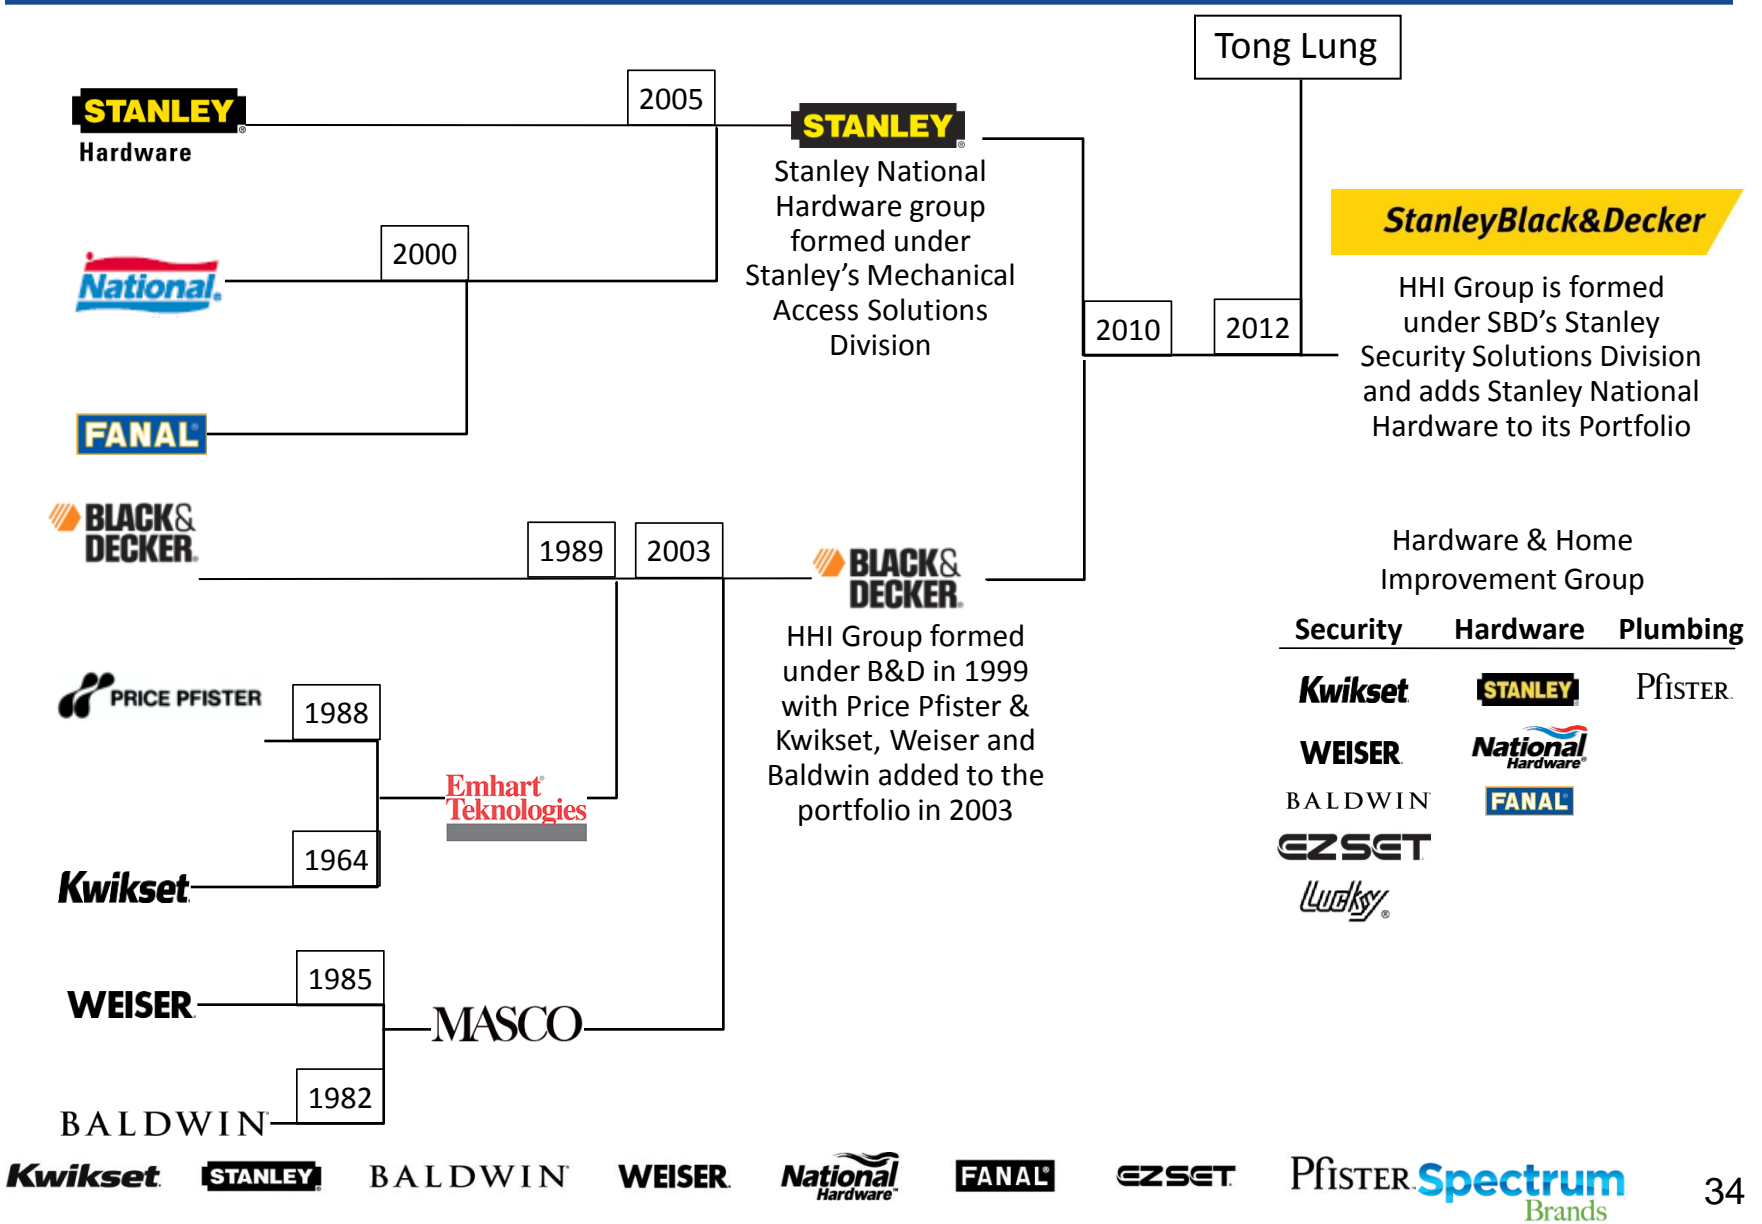 Tong Lung
STANLEY®
Hardware
2005
STANLEY®
Stanley National
Hardware group
formed under
Stanley’s Mechanical
Access Solutions
Division
National®
2000
FANAL®
2010
2012
StanleyBlack&Decker
HHI Group is formed
under SBD’s Stanley
Security Solutions Division
and adds Stanley National
Hardware to its Portfolio
BLACK&
DECKER®
1989
2003
BLACK&
DECKER®
HHI Group formed
under B&D in 1999
with Price Pfister &
Kwikset, Weiser and
Baldwin added to the
portfolio in 2003
PRICE PFISTER
1988
Emhart®
Teknologies
1964
Kwikset
1985
WEISER
MASCO
1982
BALDWIN
Hardware & Home
Improvement Group
Security Hardware Plumbing
Kwikset STANLEY® Pfister
WEISER National Hardware®
BALDWIN FANAL®
EZSET
Lucky®
Kwikset STANLEY BALDWIN WEISER National Hardware™ FANAL® EZSET Pfister Spectrum
Brands
34